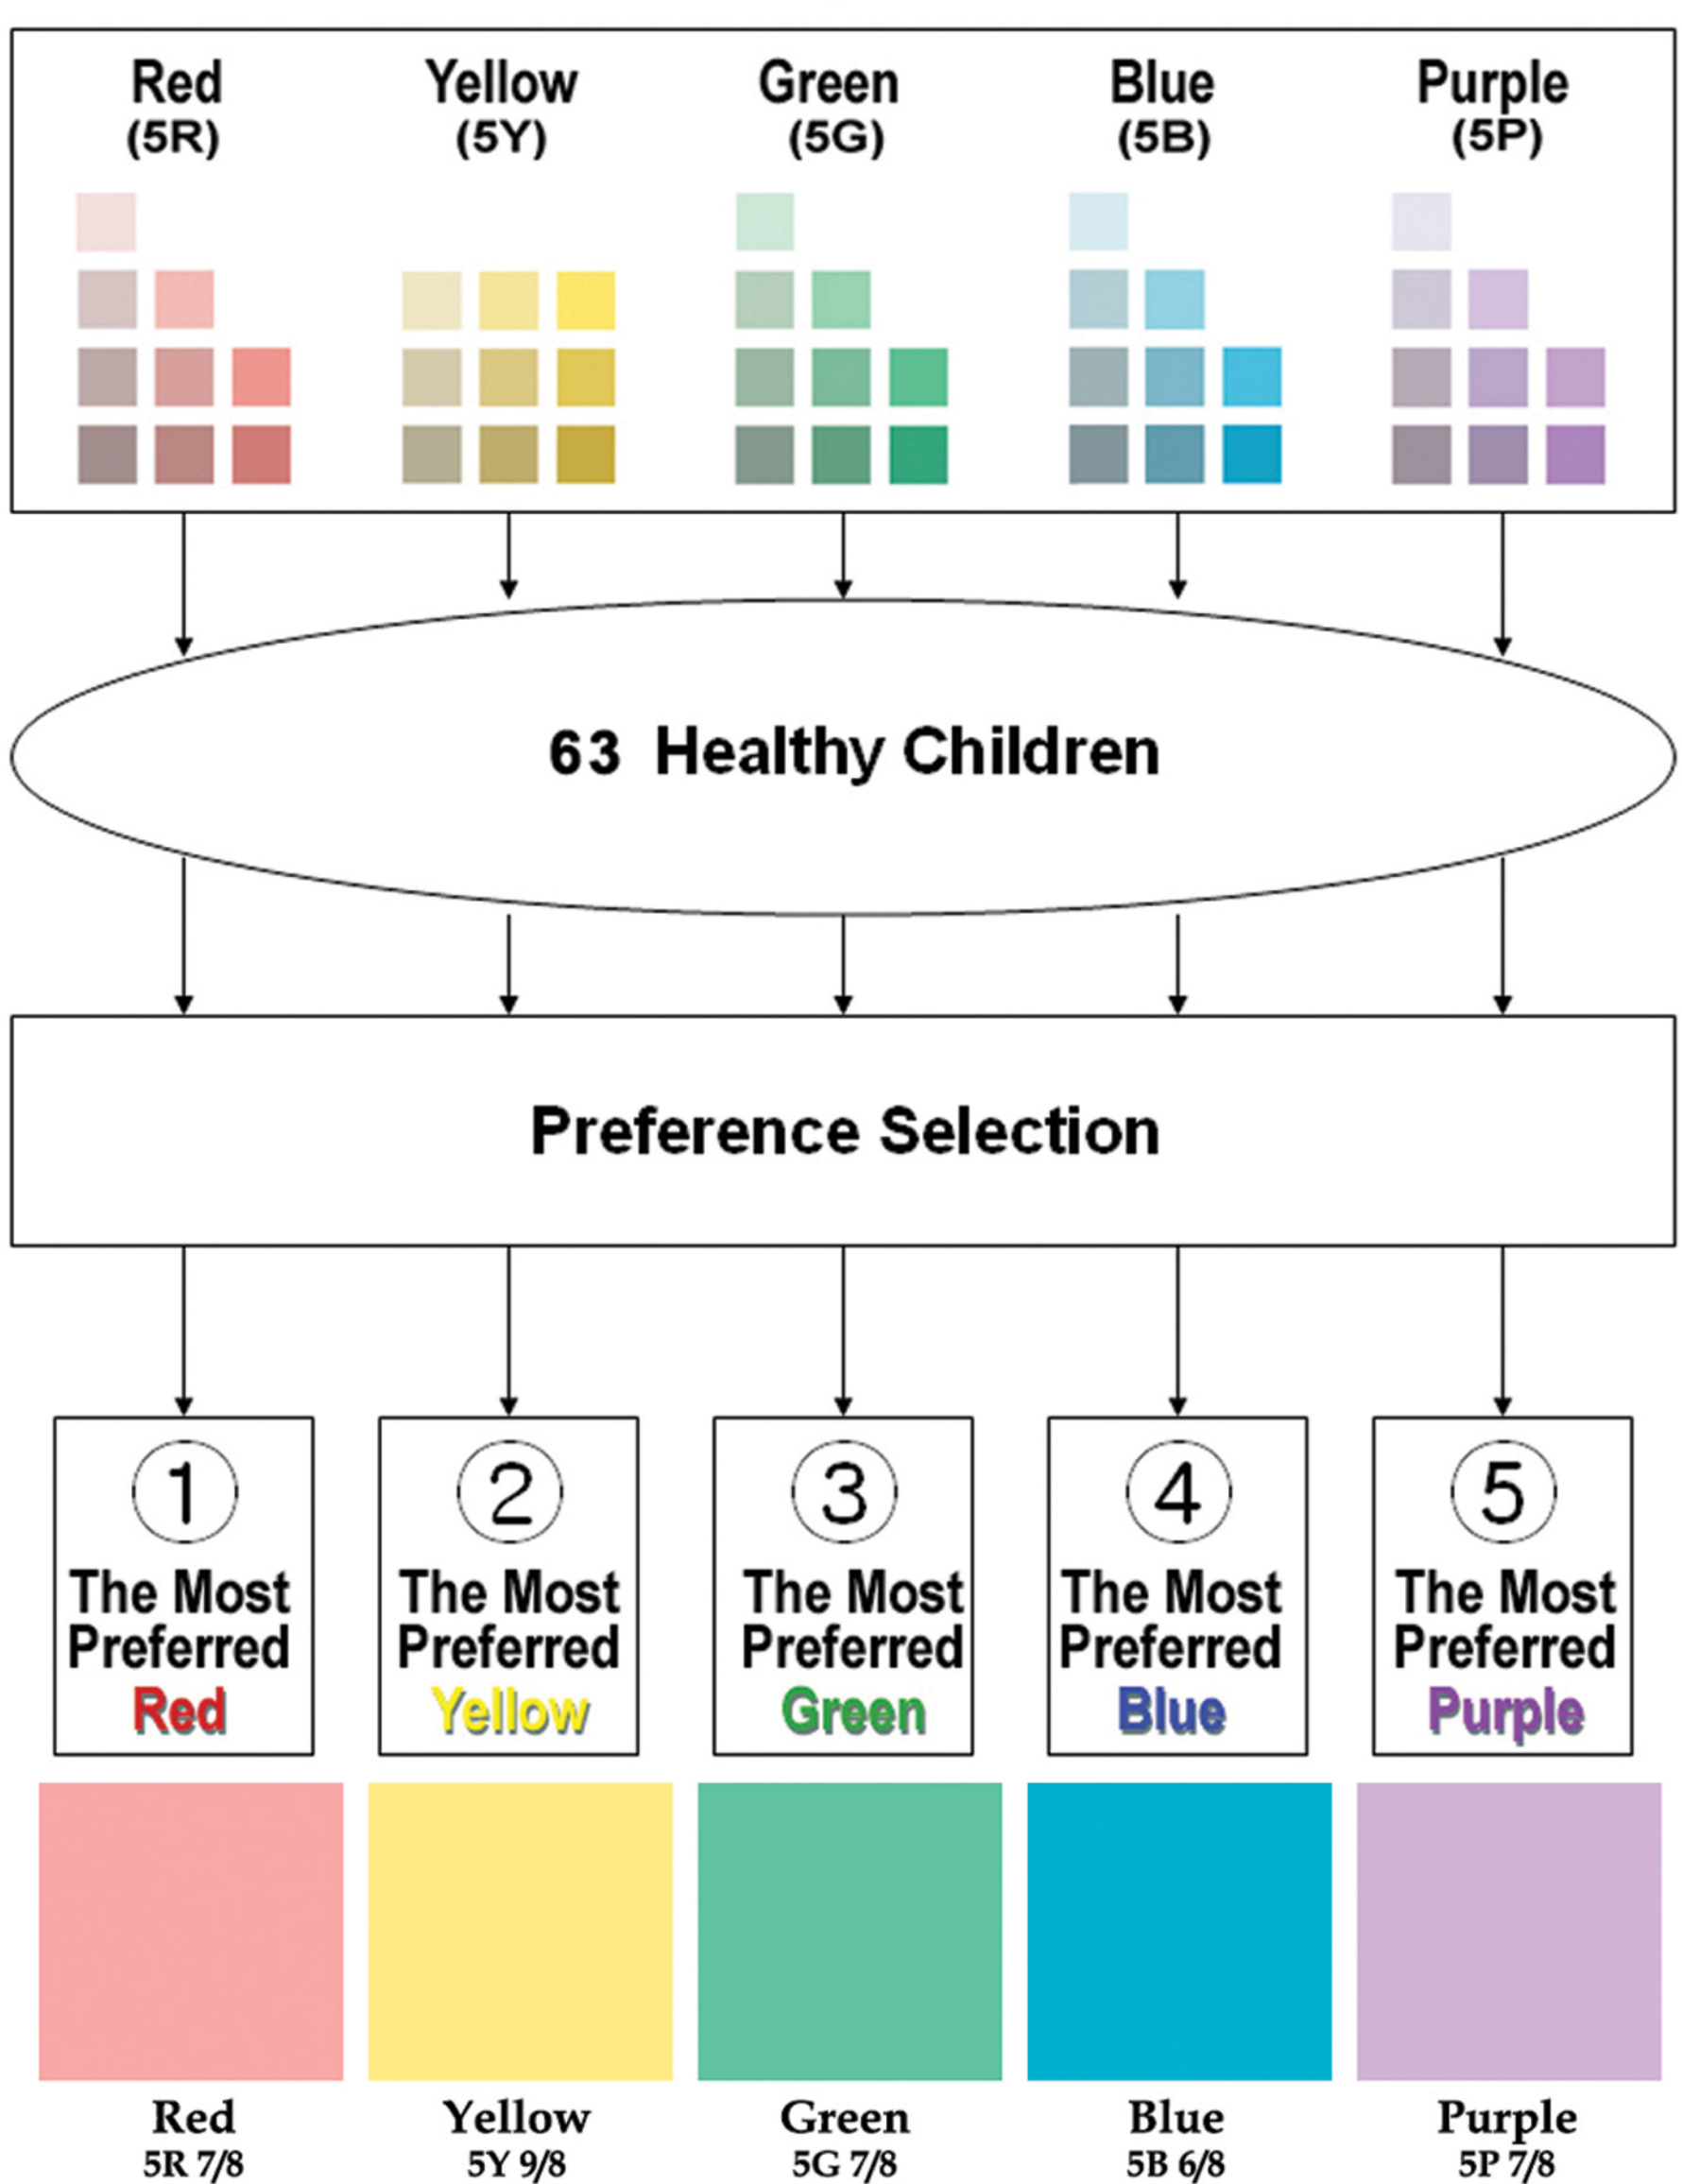 Red Yellow Green Blue Purple
(5R) (5Y) (5G) (5B) (5P)
63 Healthy Children
Preference Selection
1 2 3 4 5
The Most The Most The Most The Most The Most
Preferred Preferred Preferred Preferred Preferred
Red Yellow Green Blue Purple
Red Yellow Green Blue Purple
5R 7/8 5Y 9/8 5G 7/8 5B 6/8 5P 7/8